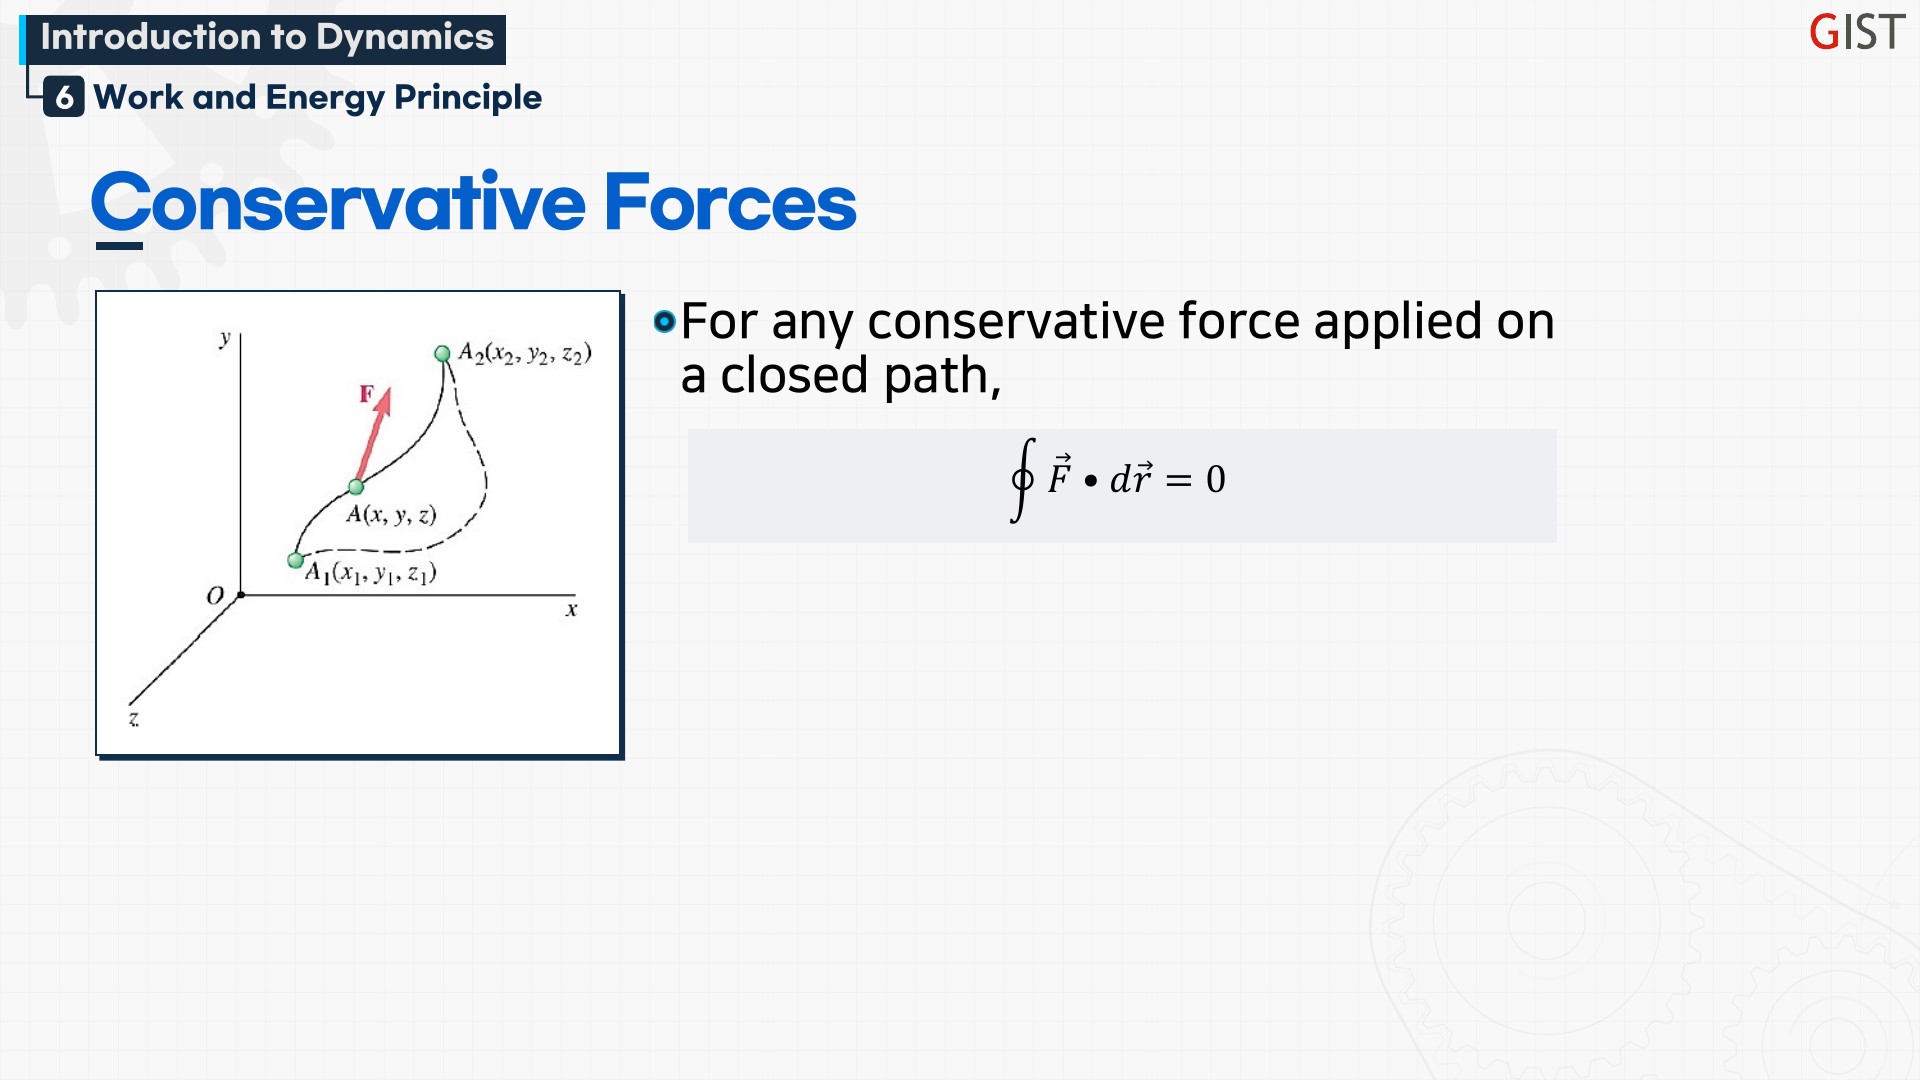 Introduction to Dynamics
GIST
6 Work and Energy Principle
Conservative Forces
y
A₂(x₂, y₂, z₂)
F
A(x, y, z)
A₁(x₁, y₁, z₁)
O
x
z
For any conservative force applied on
a closed path,
∮ F⃗ • dr⃗ = 0